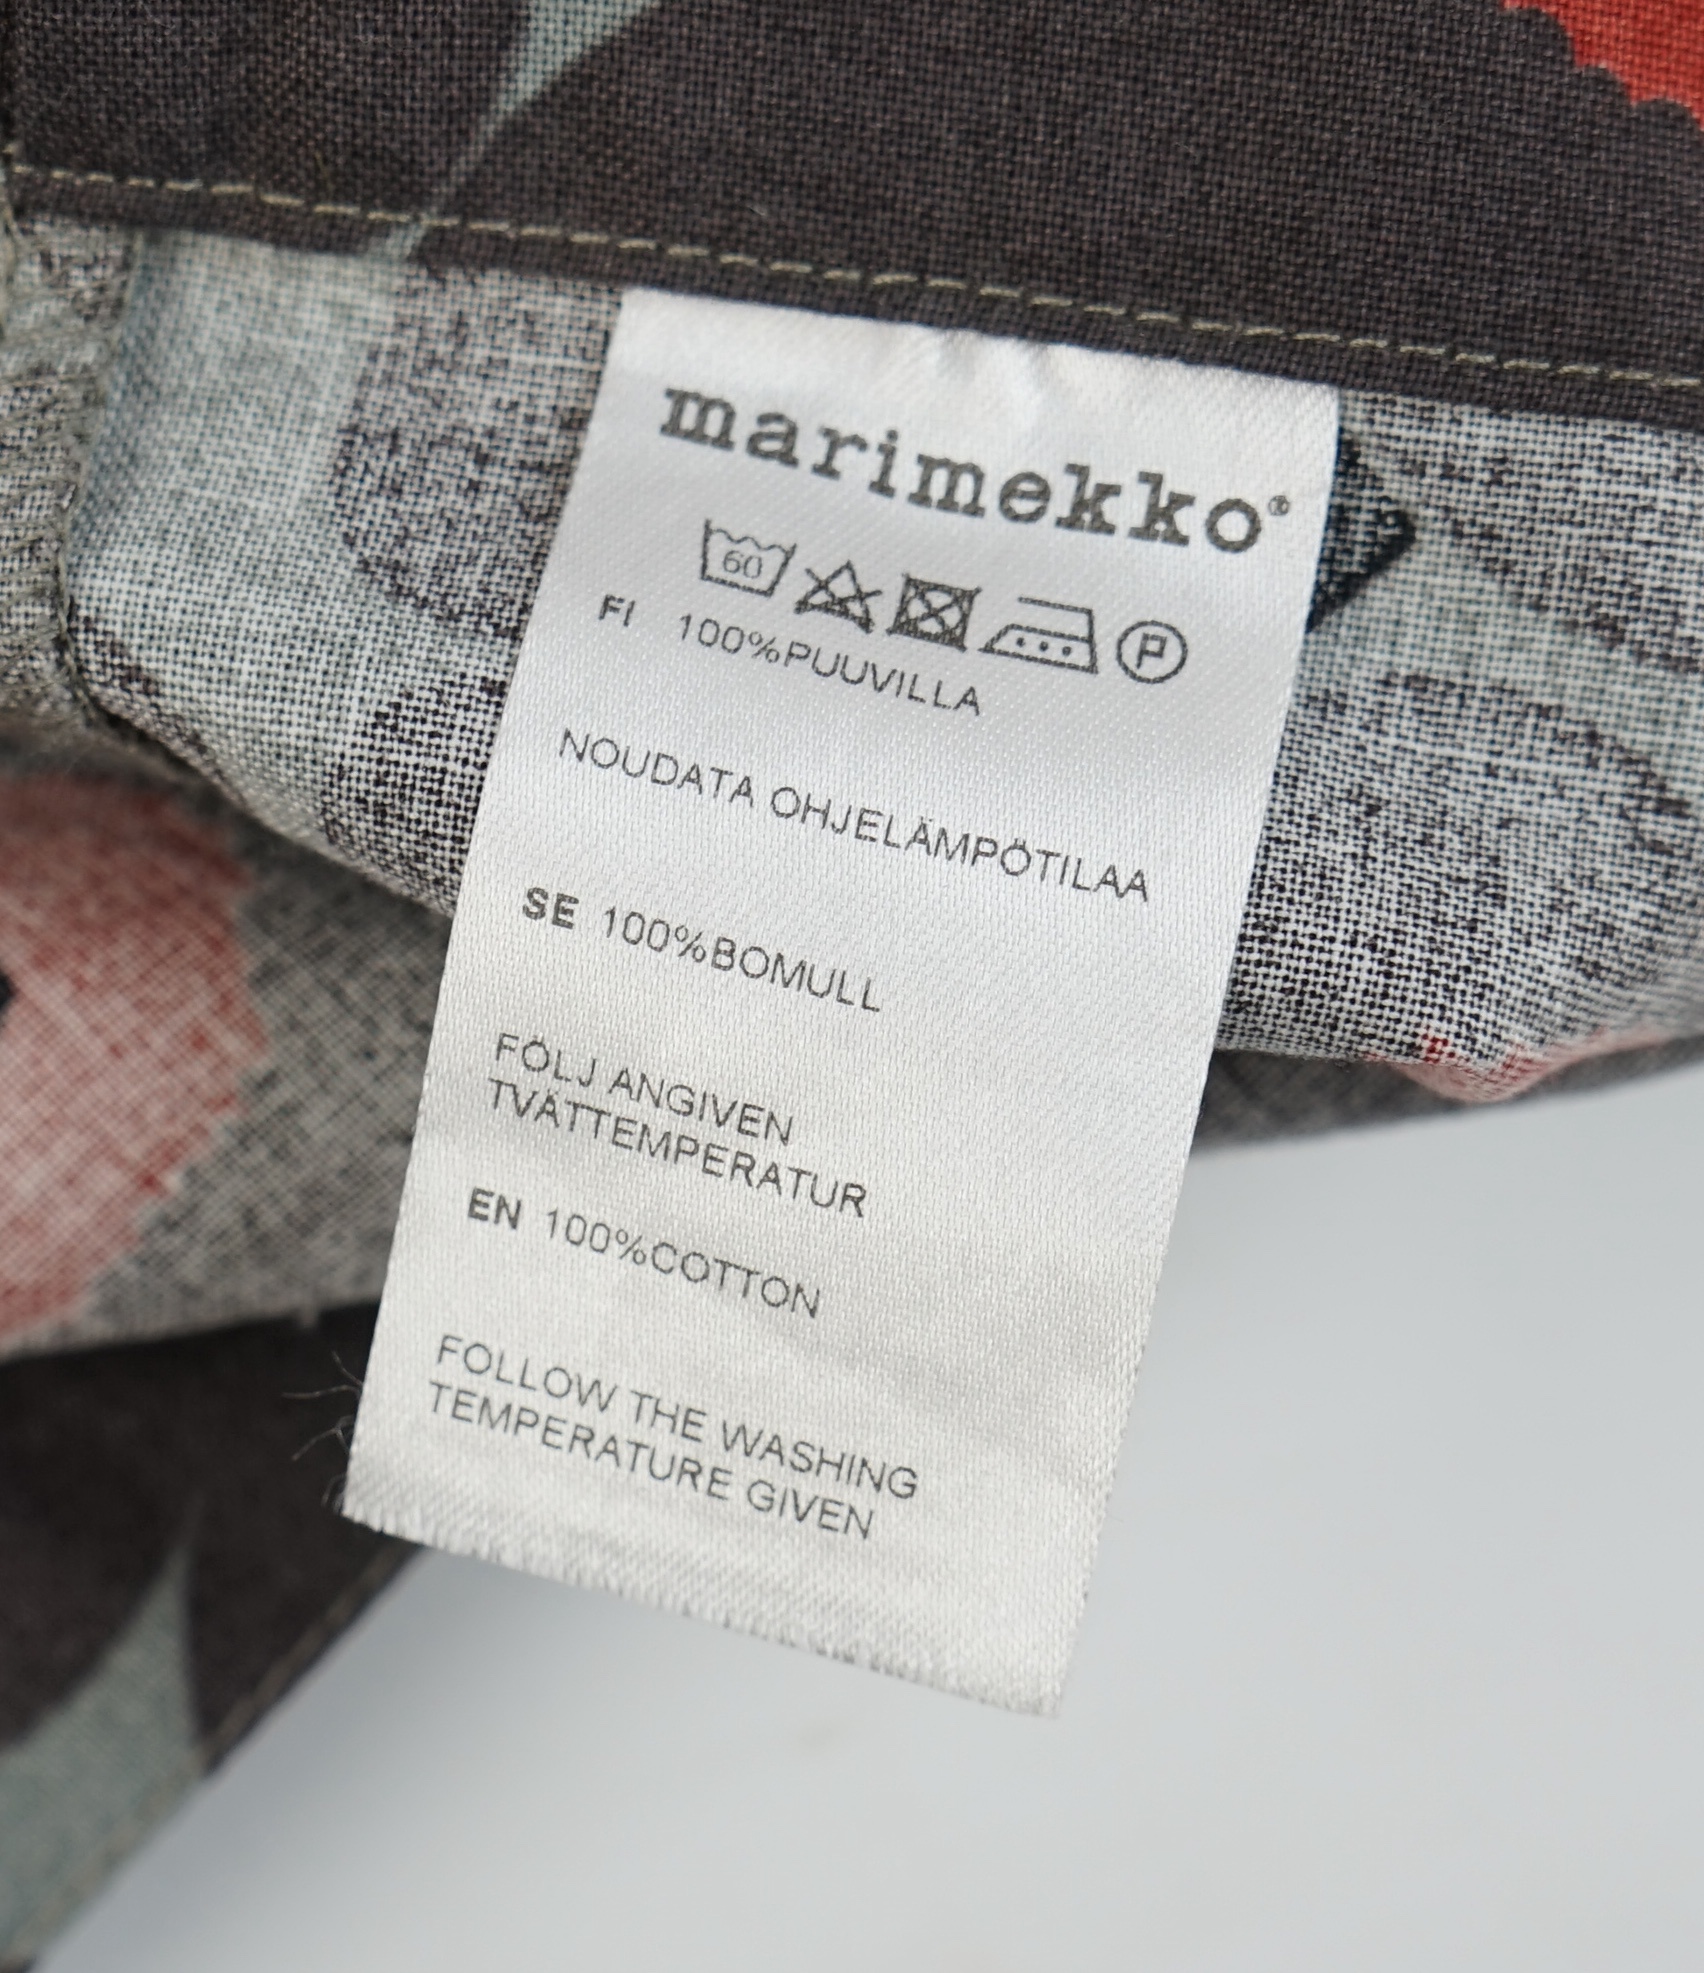 marimekko®
60 P
FI 100%PUUVILLA
NOUDATA OHJELÄMPÖTILAA
SE 100%BOMULL
FÖLJ ANGIVEN
TVÄTTEMPERATUR
EN 100%COTTON
FOLLOW THE WASHING
TEMPERATURE GIVEN